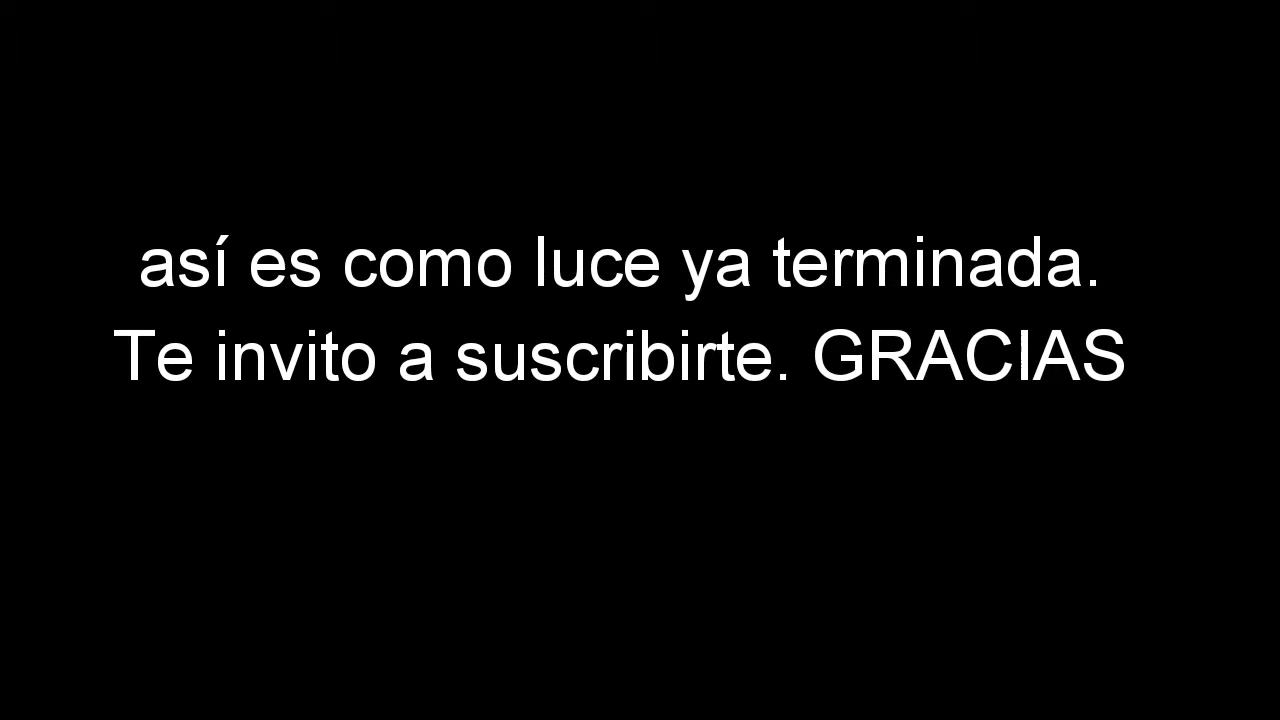 así es como luce ya terminada.
Te invito a suscribirte. GRACIAS